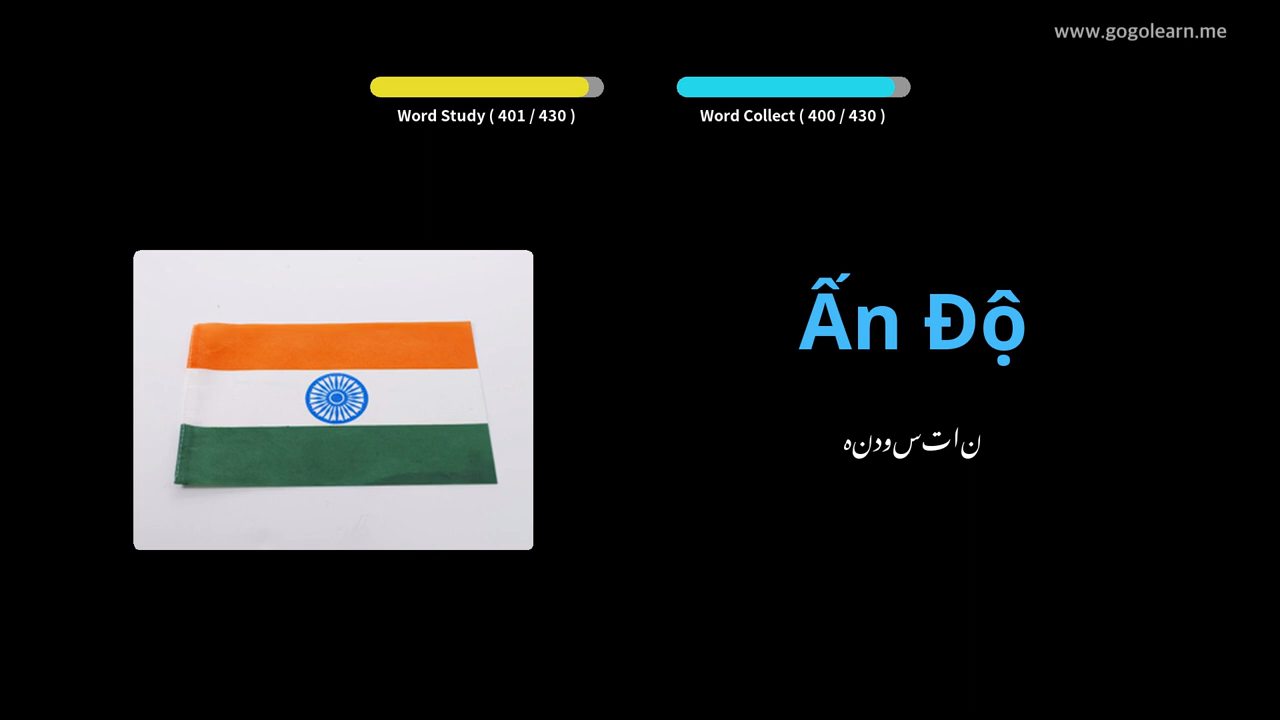 www.gogolearn.me
Word Study ( 401 / 430 )
Word Collect ( 400 / 430 )
Ấn Độ
ہندوستان